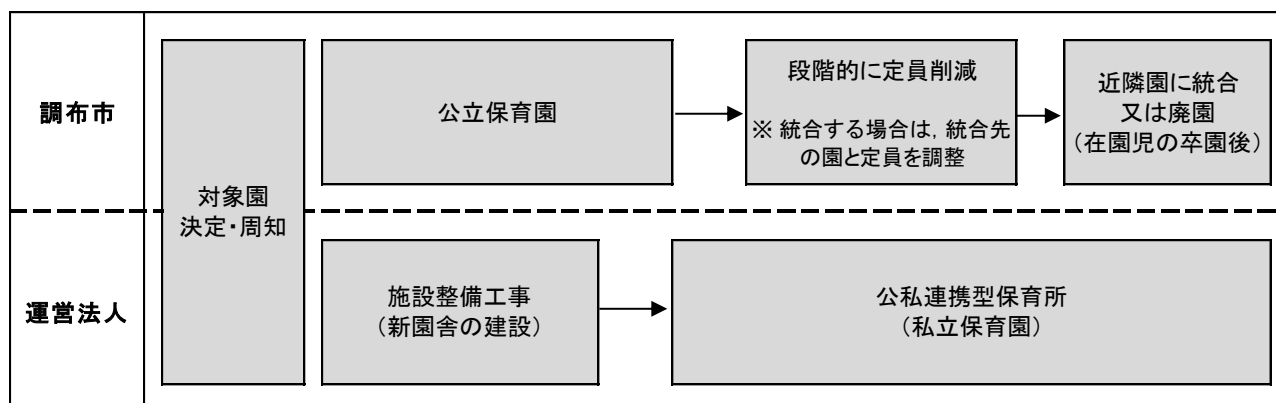 調布市
対象園
決定・周知
公立保育園
段階的に定員削減
※ 統合する場合は，統合先
の園と定員を調整
近隣園に統合
又は廃園
（在園児の卒園後）
運営法人
施設整備工事
（新園舎の建設）
公私連携型保育所
（私立保育園）